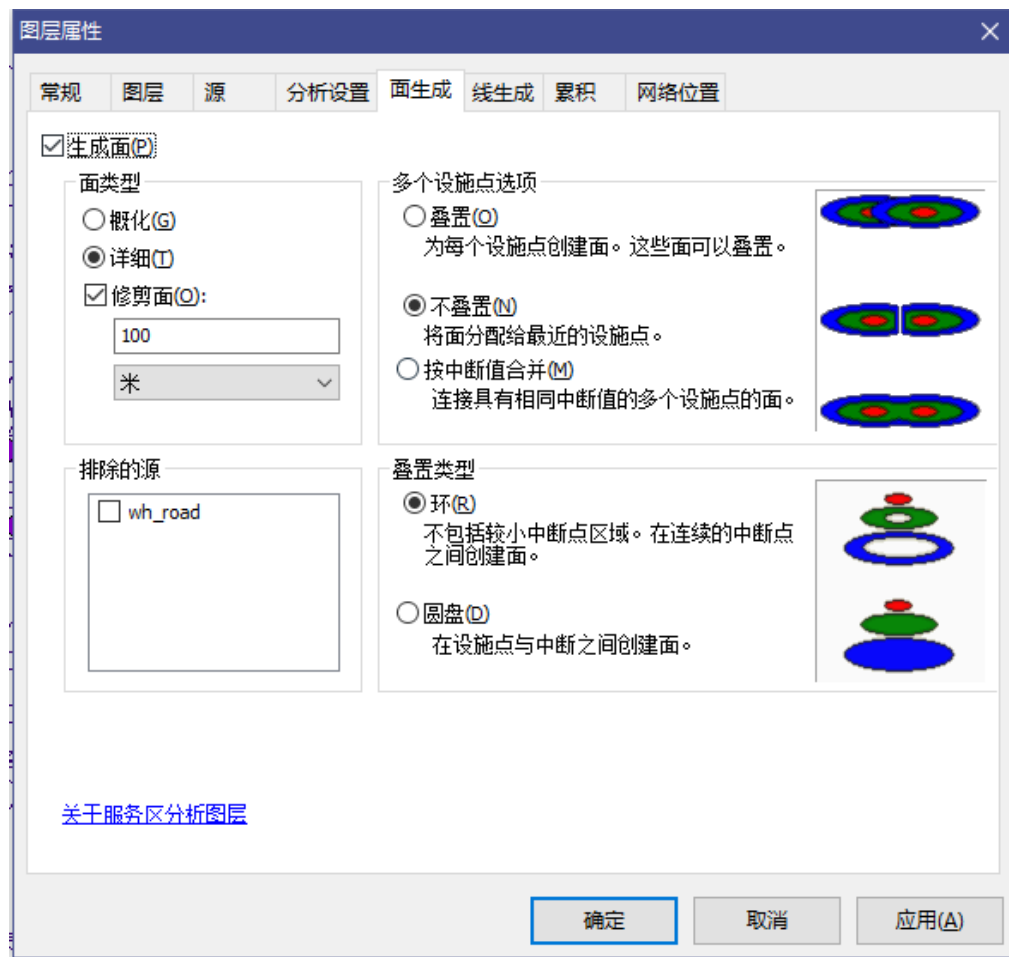 图层属性
常规 图层 源 分析设置 面生成 线生成 累积 网络位置
生成面(P)
面类型
概化(G)
详细(T)
修剪面(O):
100
米
多个设施点选项
叠置(O)
为每个设施点创建面。这些面可以叠置。
不叠置(N)
将面分配给最近的设施点。
按中断值合并(M)
连接具有相同中断值的多个设施点的面。
排除的源
wh_road
叠置类型
环(R)
不包括较小中断点区域。在连续的中断点
之间创建面。
圆盘(D)
在设施点与中断之间创建面。
关于服务区分析图层
确定 取消 应用(A)